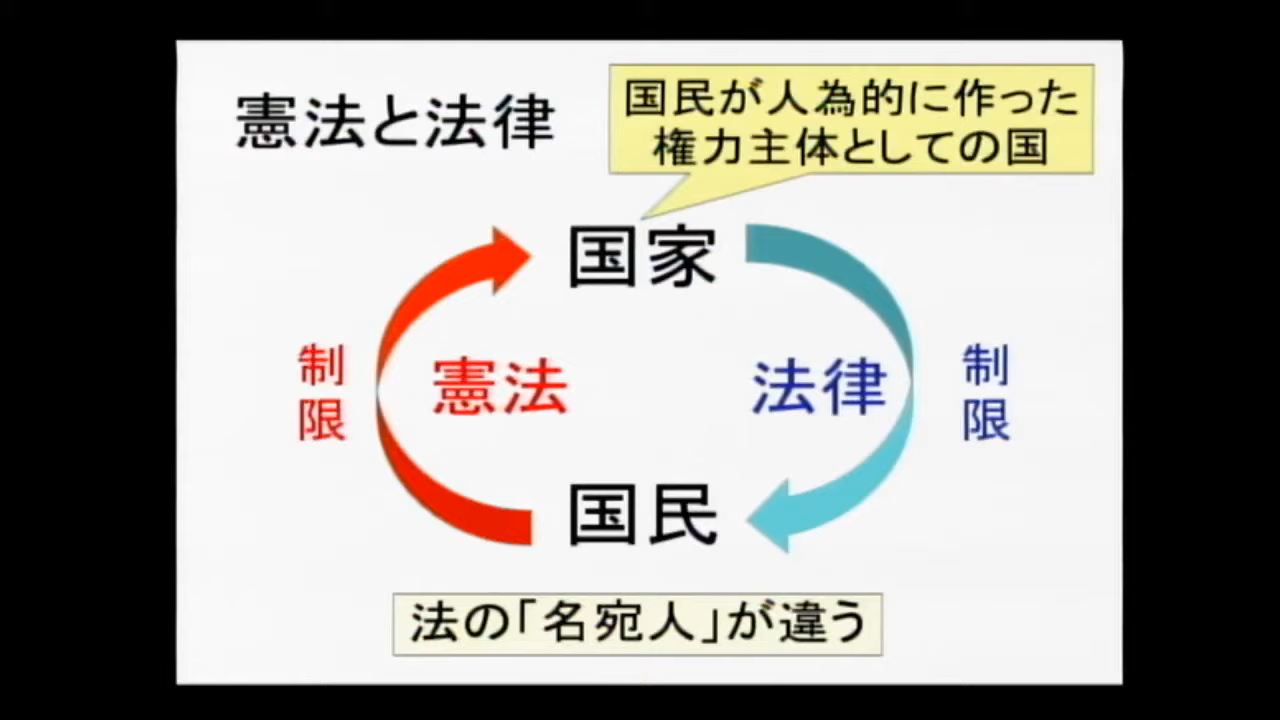 憲法と法律
国民が人為的に作った
権力主体としての国
国家
制限
憲法
法律
制限
国民
法の「名宛人」が違う